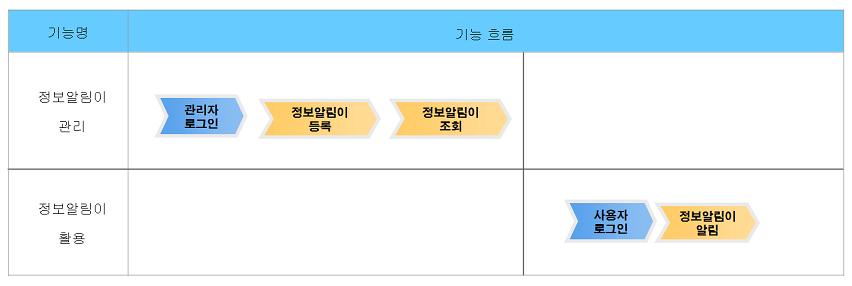 기능명
기능 흐름
정보알림이
관리
관리자
로그인
정보알림이
등록
정보알림이
조회
정보알림이
활용
사용자
로그인
정보알림이
알림